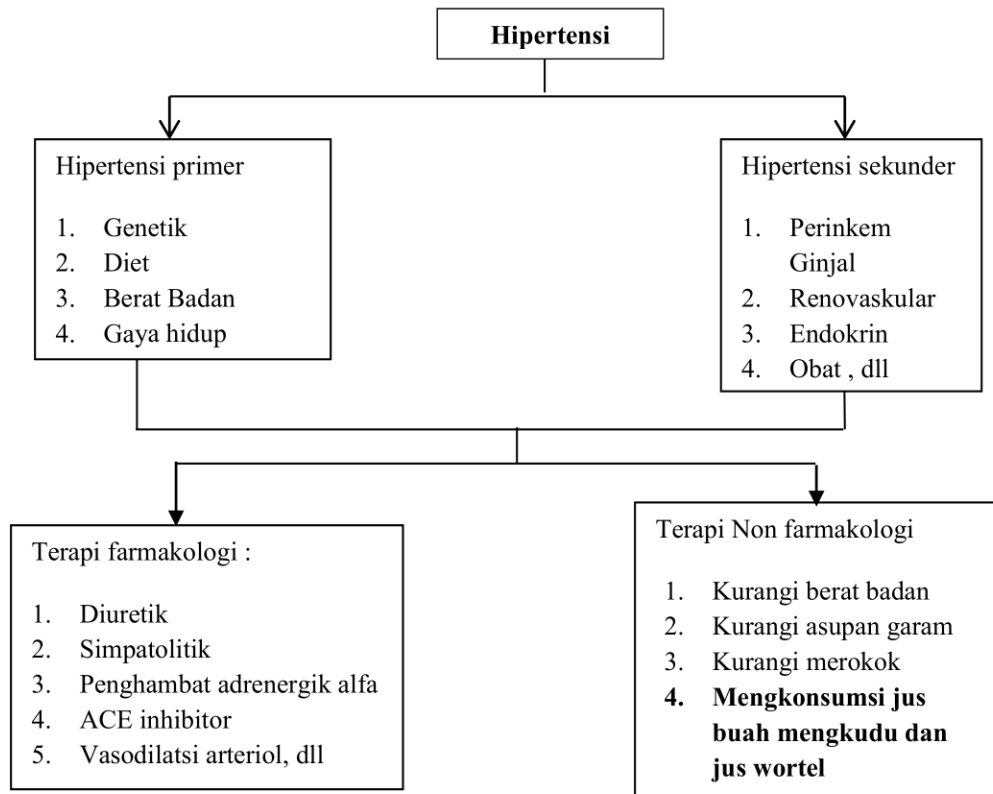 Hipertensi
Hipertensi primer
1. Genetik
2. Diet
3. Berat Badan
4. Gaya hidup
Hipertensi sekunder
1. Perinkem
Ginjal
2. Renovaskular
3. Endokrin
4. Obat , dll
Terapi farmakologi :
1. Diuretik
2. Simpatolitik
3. Penghambat adrenergik alfa
4. ACE inhibitor
5. Vasodilatsi arteriol, dll
Terapi Non farmakologi
1. Kurangi berat badan
2. Kurangi asupan garam
3. Kurangi merokok
4. Mengkonsumsi jus
buah mengkudu dan
jus wortel